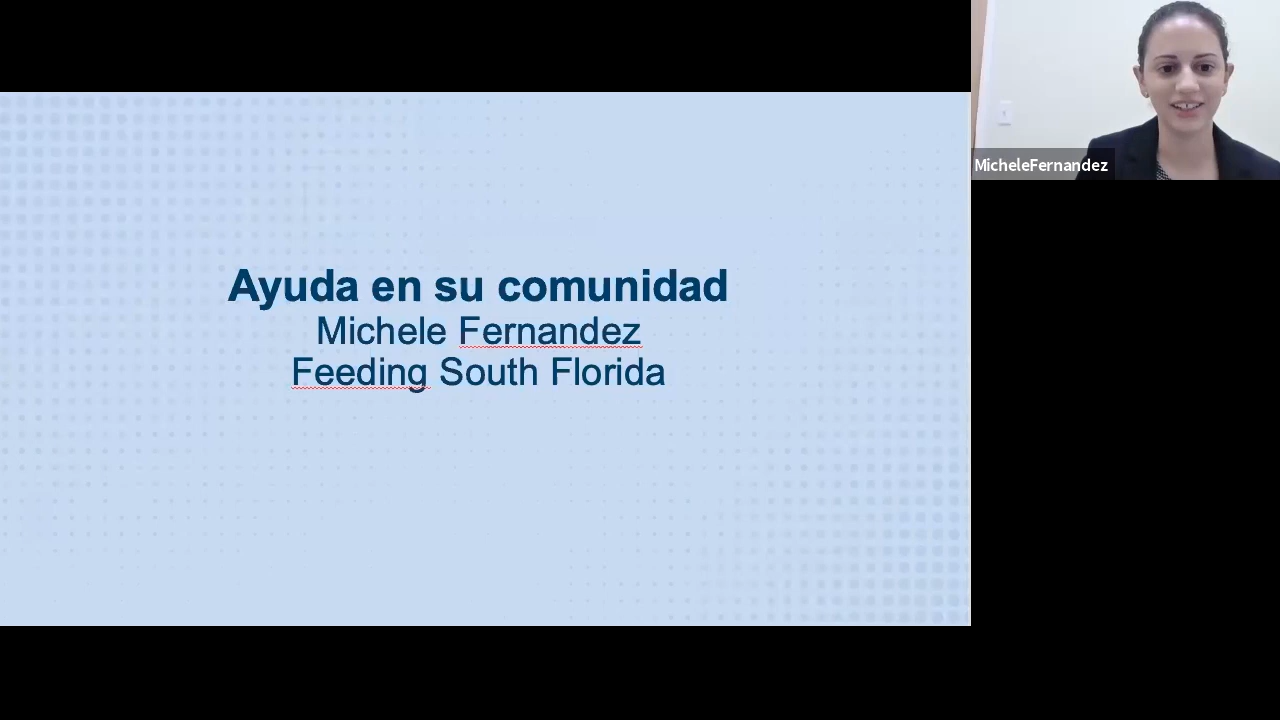 Ayuda en su comunidad
Michele Fernandez
Feeding South Florida
MicheleFernandez